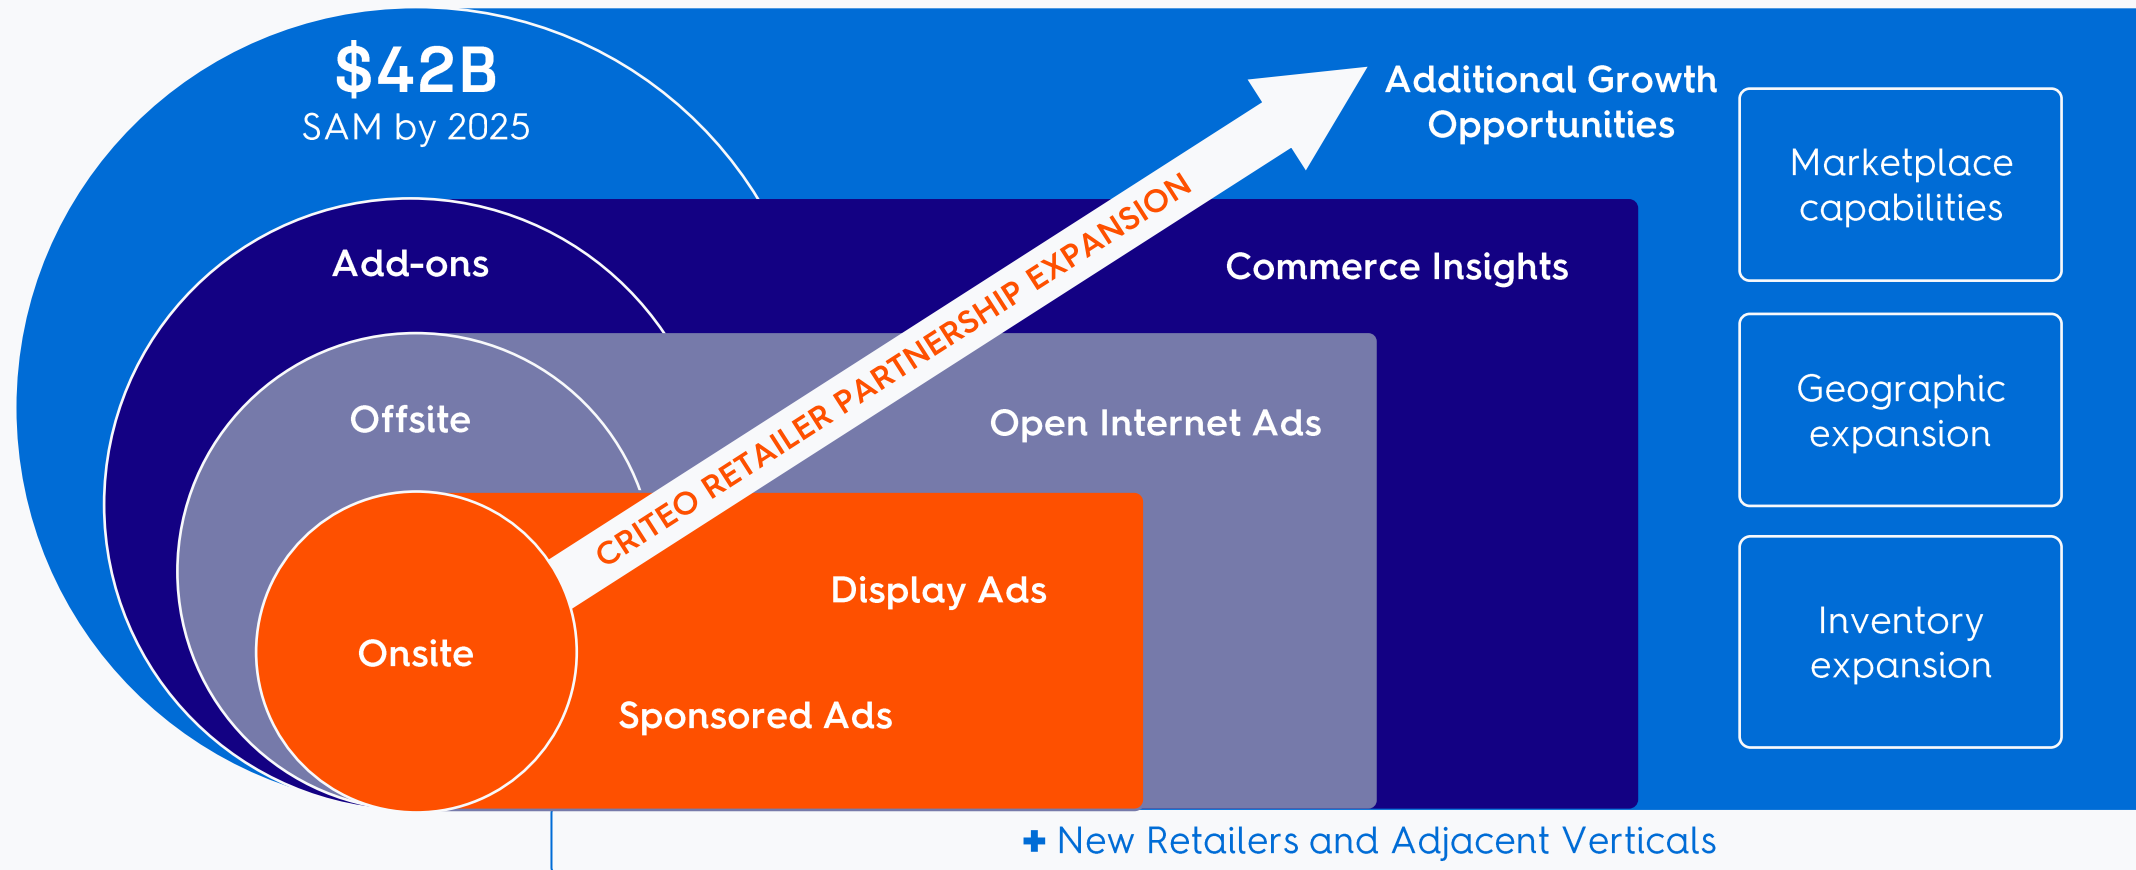 $42B
SAM by 2025
Additional Growth
Opportunities
Marketplace
capabilities
Add-ons
Commerce Insights
CRITEO RETAILER PARTNERSHIP EXPANSION
Geographic
expansion
Offsite
Open Internet Ads
Display Ads
Inventory
expansion
Onsite
Sponsored Ads
+ New Retailers and Adjacent Verticals